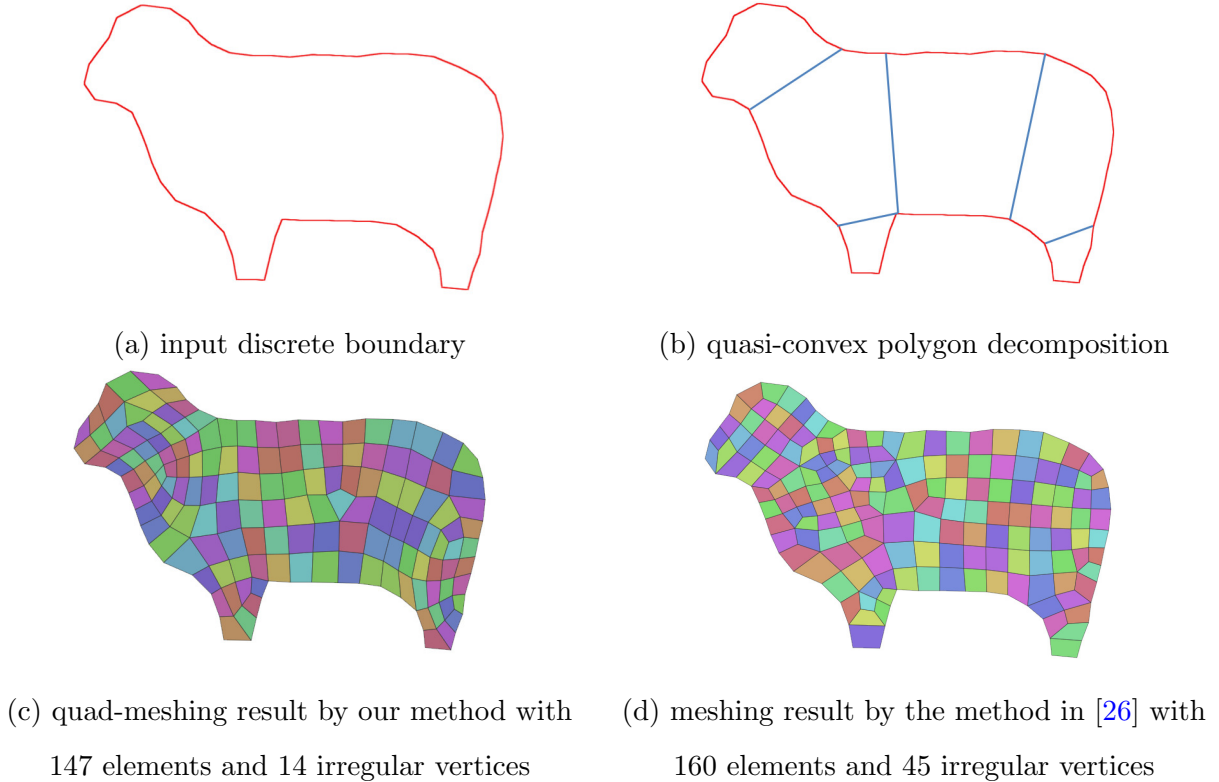 (a) input discrete boundary
(b) quasi-convex polygon decomposition
(c) quad-meshing result by our method with
147 elements and 14 irregular vertices
(d) meshing result by the method in [26] with
160 elements and 45 irregular vertices